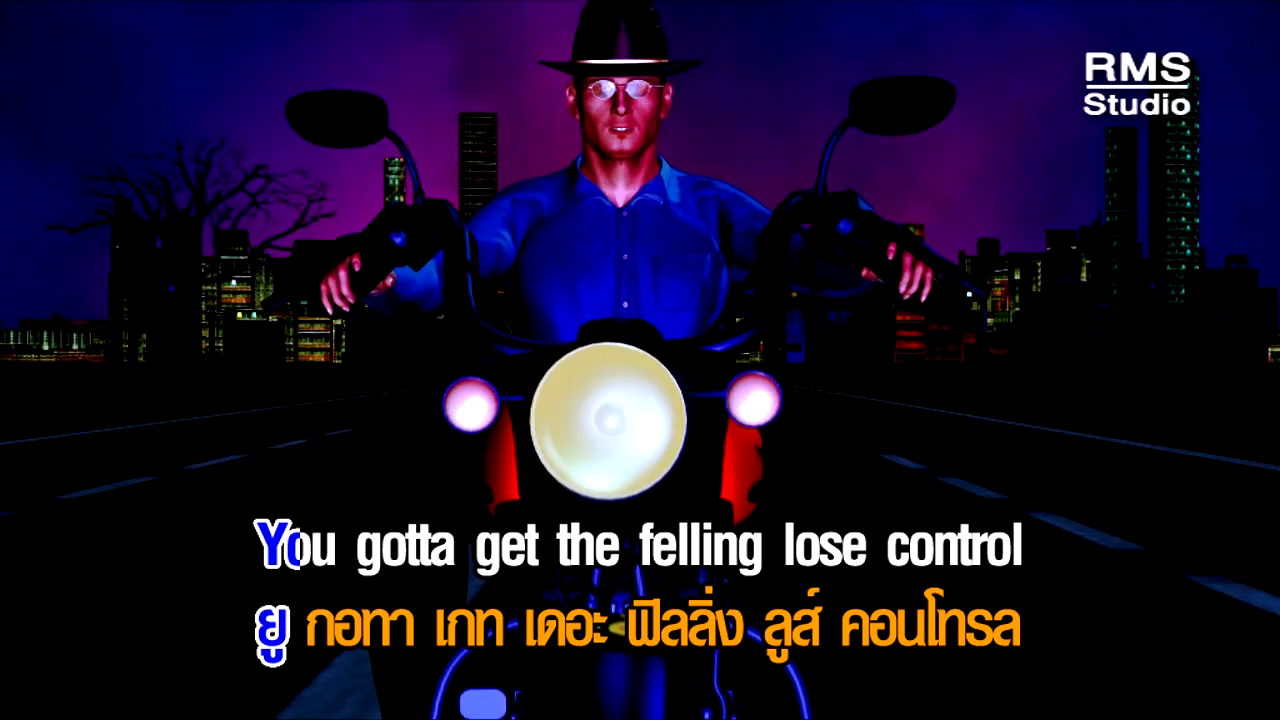 RMS
Studio
You gotta get the felling lose control
ยู กอทา เกท เดอะ ฟิลลิ่ง ลูส์ คอนโทรล